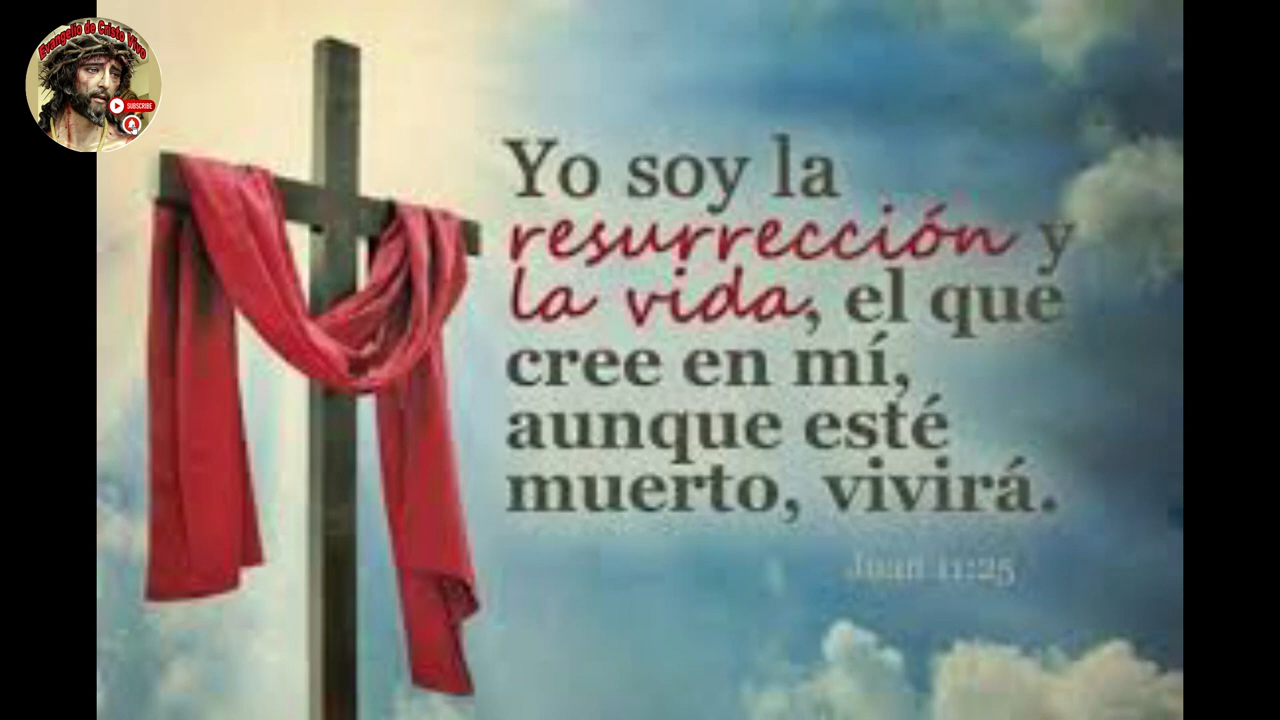 Evangelio de Cristo Vivo
SUBSCRIBE
Yo soy la
resurrección y
la vida, el que
cree en mí,
aunque esté
muerto, vivirá.
Juan 11:25